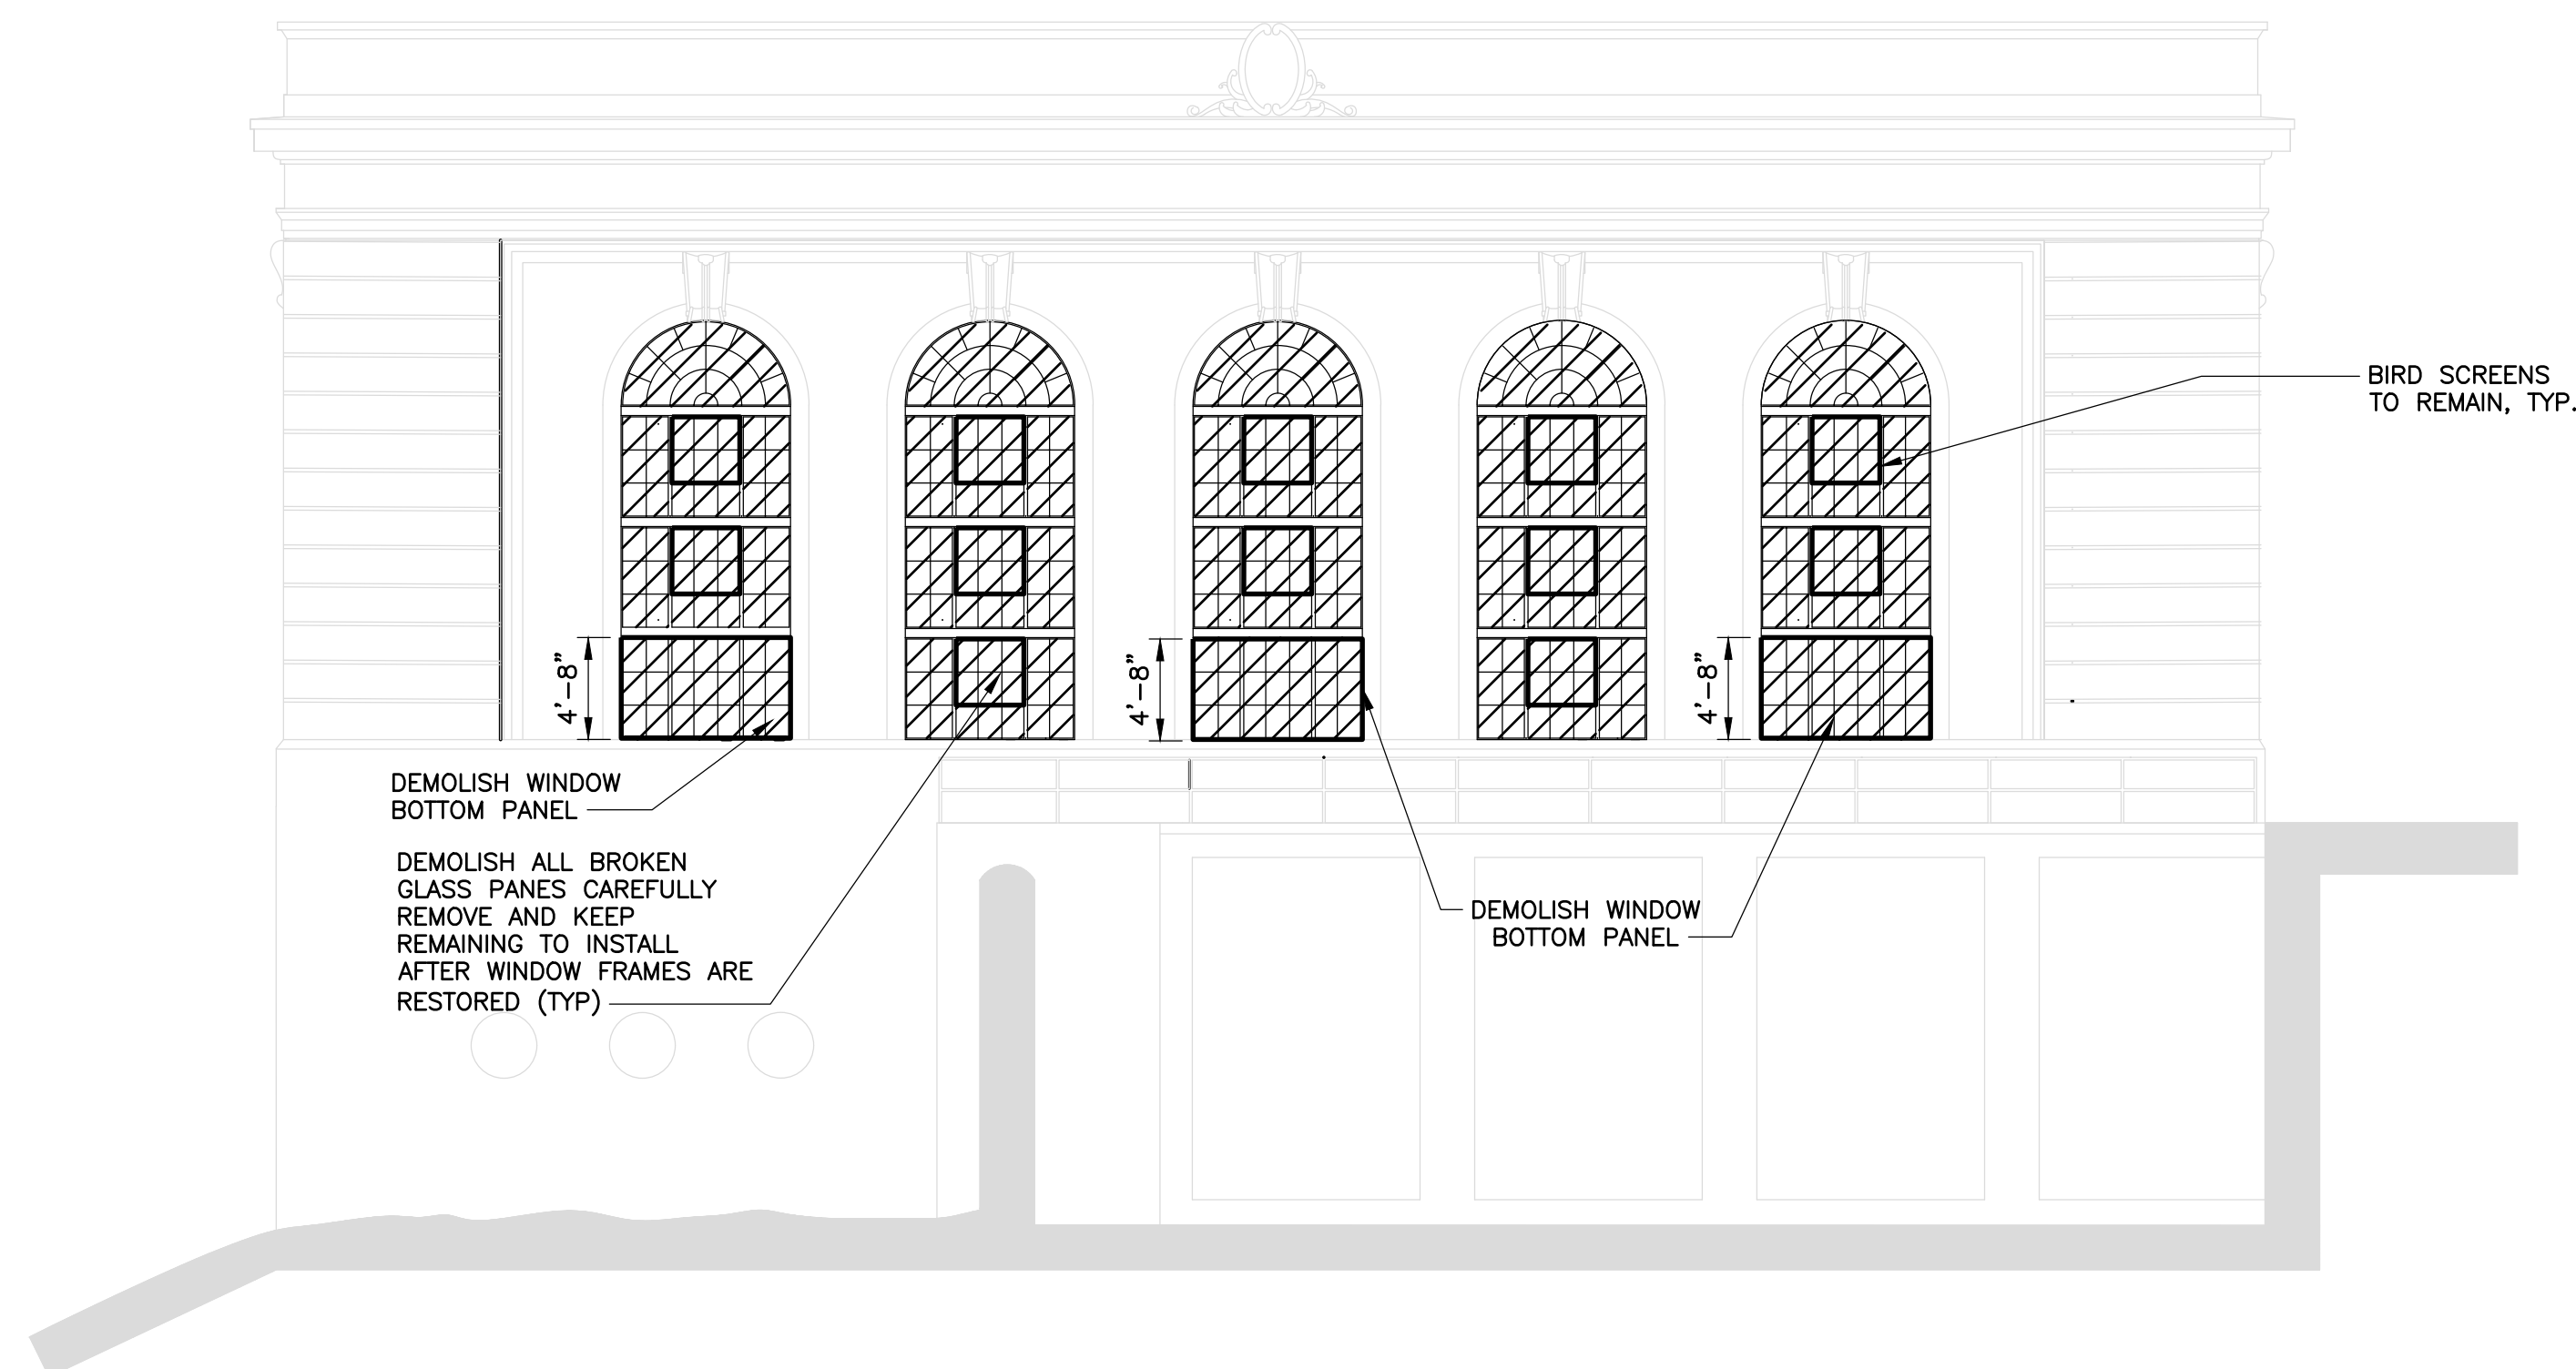 BIRD SCREENS
TO REMAIN, TYP.
4'-8"
4'-8"
4'-8"
DEMOLISH WINDOW
BOTTOM PANEL
DEMOLISH ALL BROKEN
GLASS PANES CAREFULLY
REMOVE AND KEEP
REMAINING TO INSTALL
AFTER WINDOW FRAMES ARE
RESTORED (TYP)
DEMOLISH WINDOW
BOTTOM PANEL